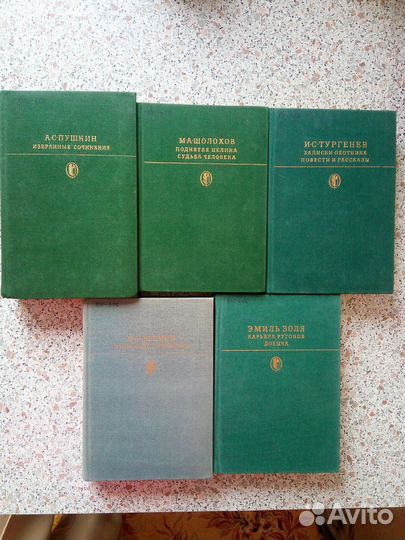 А·С·ПУШКИН
ИЗБРАННЫЕ СОЧИНЕНИЯ
М·А·ШОЛОХОВ
ПОДНЯТАЯ ЦЕЛИНА
СУДЬБА ЧЕЛОВЕКА
И·С·ТУРГЕНЕВ
ЗАПИСКИ ОХОТНИКА
ПОВЕСТИ И РАССКАЗЫ
ЭМИЛЬ ЗОЛЯ
КАРЬЕРА РУГОНОВ
ДОБЫЧА
Avito